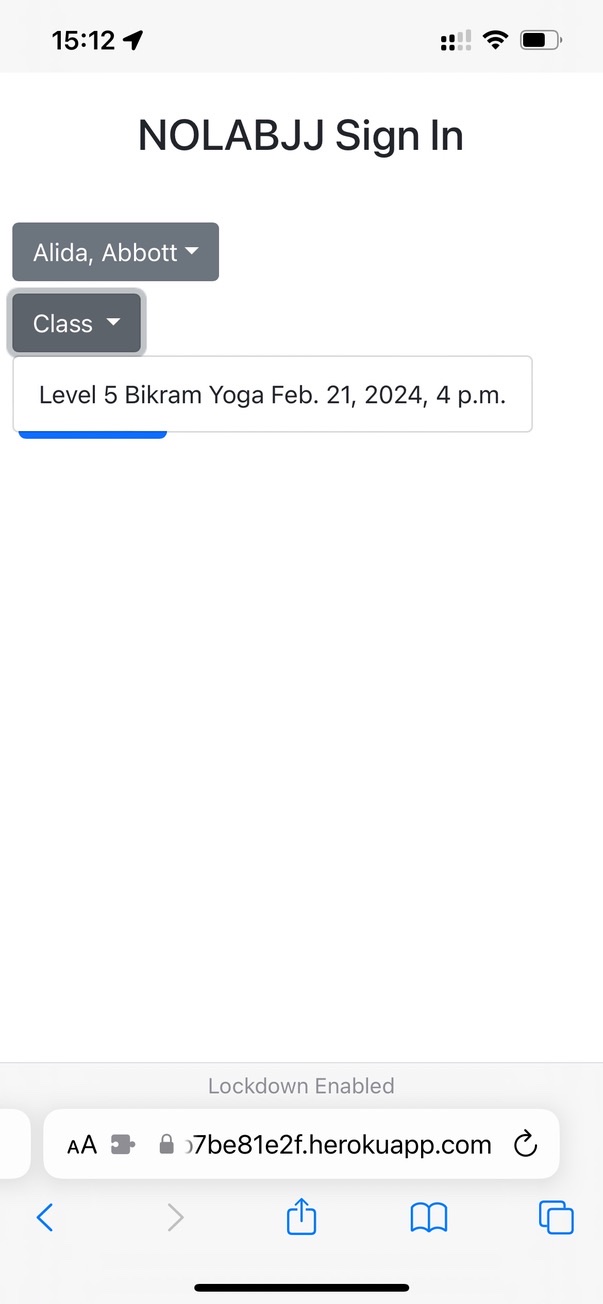 15:12
NOLABJJ Sign In
Alida, Abbott
Class
Level 5 Bikram Yoga Feb. 21, 2024, 4 p.m.
Lockdown Enabled
AA 7be81e2f.herokuapp.com